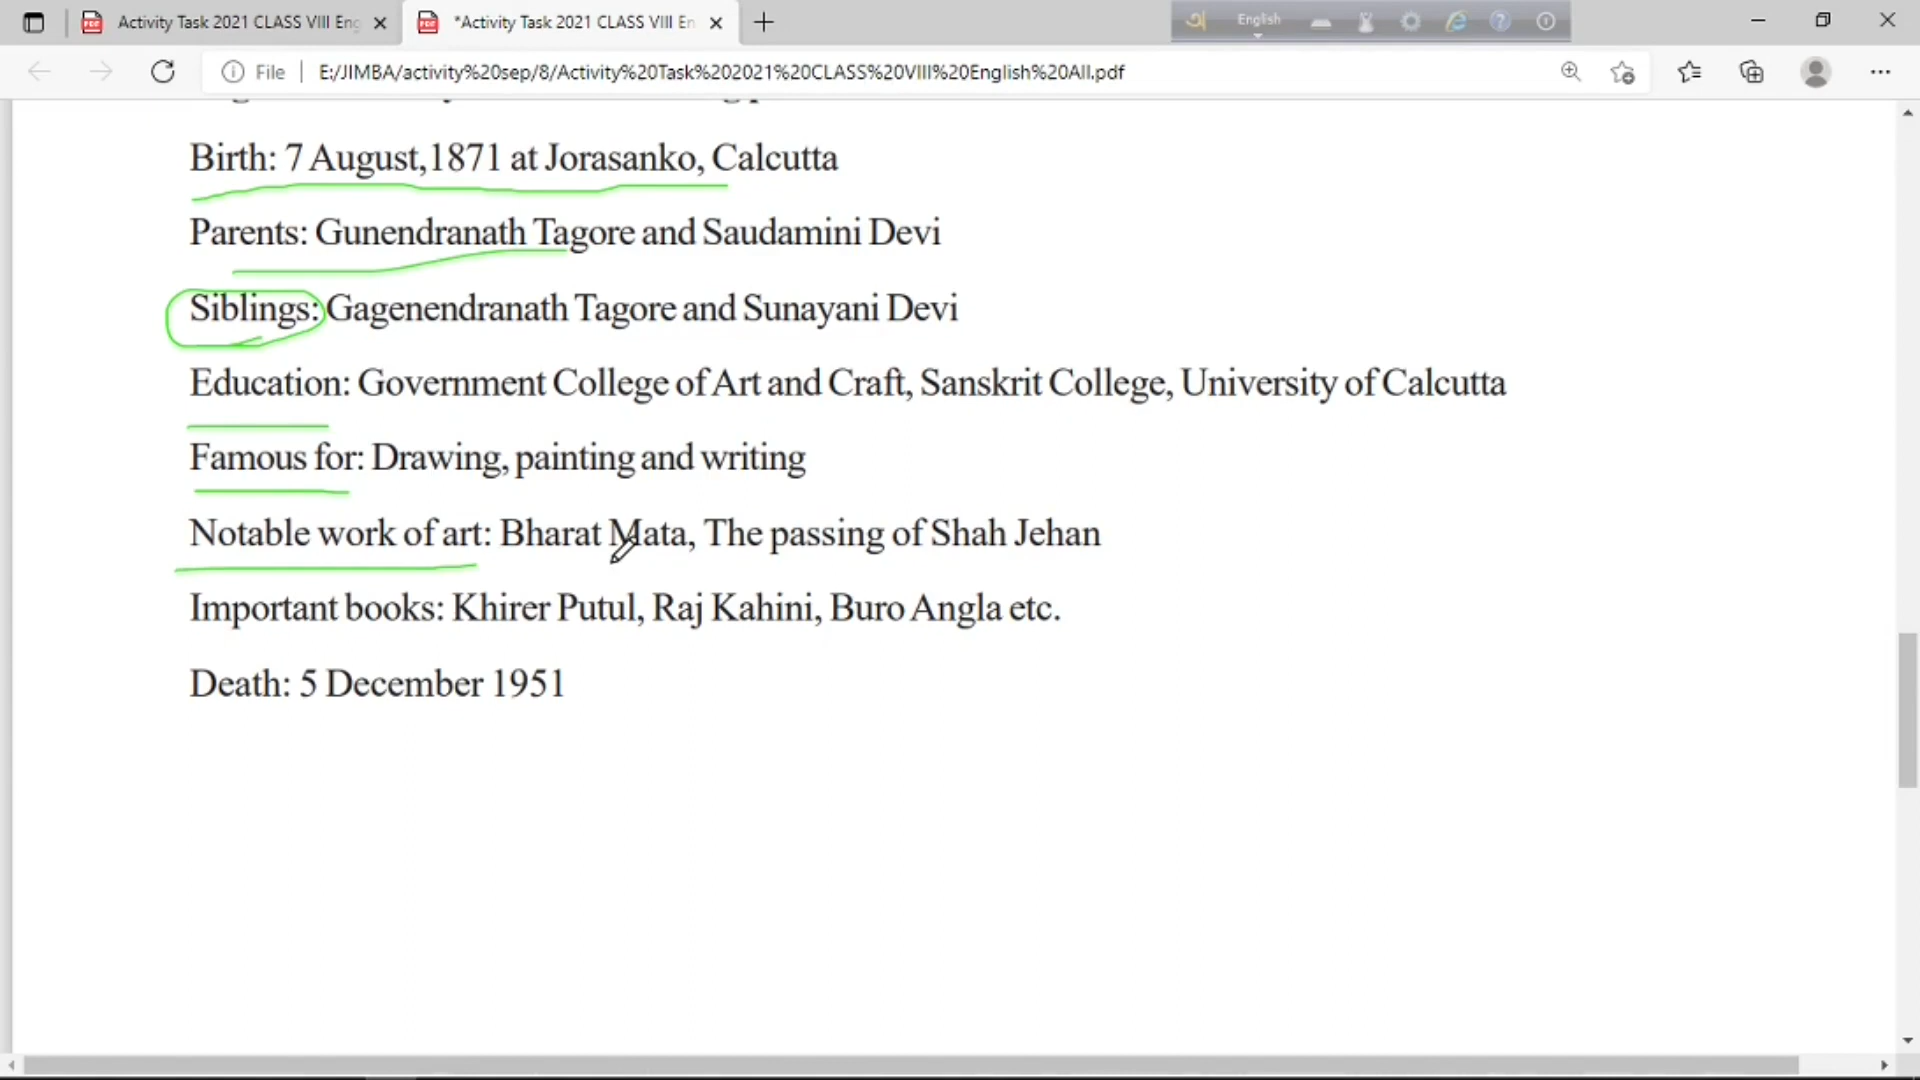 Activity Task 2021 CLASS VIII Eng
*Activity Task 2021 CLASS VIII En
English
File
E:/JIMBA/activity%20sep/8/Activity%20Task%202021%20CLASS%20VIII%20English%20All.pdf
Birth: 7 August,1871 at Jorasanko, Calcutta
Parents: Gunendranath Tagore and Saudamini Devi
Siblings: Gagenendranath Tagore and Sunayani Devi
Education: Government College of Art and Craft, Sanskrit College, University of Calcutta
Famous for: Drawing, painting and writing
Notable work of art: Bharat Mata, The passing of Shah Jehan
Important books: Khirer Putul, Raj Kahini, Buro Angla etc.
Death: 5 December 1951